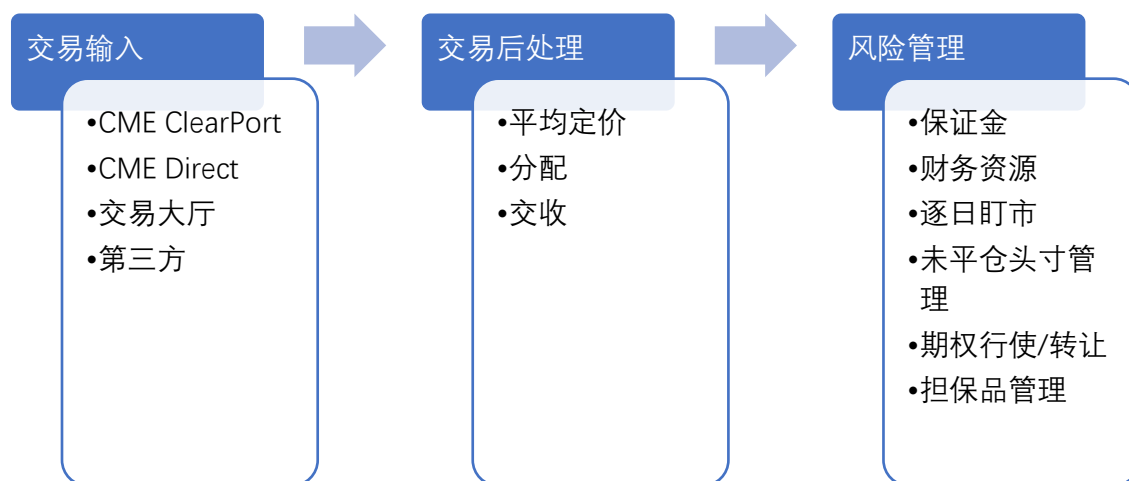 交易输入
•CME ClearPort
•CME Direct
•交易大厅
•第三方
交易后处理
•平均定价
•分配
•交收
风险管理
•保证金
•财务资源
•逐日盯市
•未平仓头寸管
理
•期权行使/转让
•担保品管理